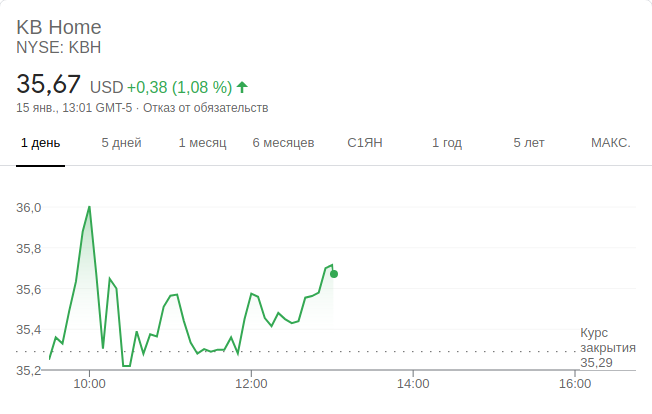 KB Home
NYSE: KBH
35,67 USD +0,38 (1,08 %)
15 янв., 13:01 GMT-5 · Отказ от обязательств
1 день 5 дней 1 месяц 6 месяцев С1ЯН 1 год 5 лет МАКС.
36,0
35,8
35,6
35,4
Курс
закрытия
35,29
35,2
10:00 12:00 14:00 16:00